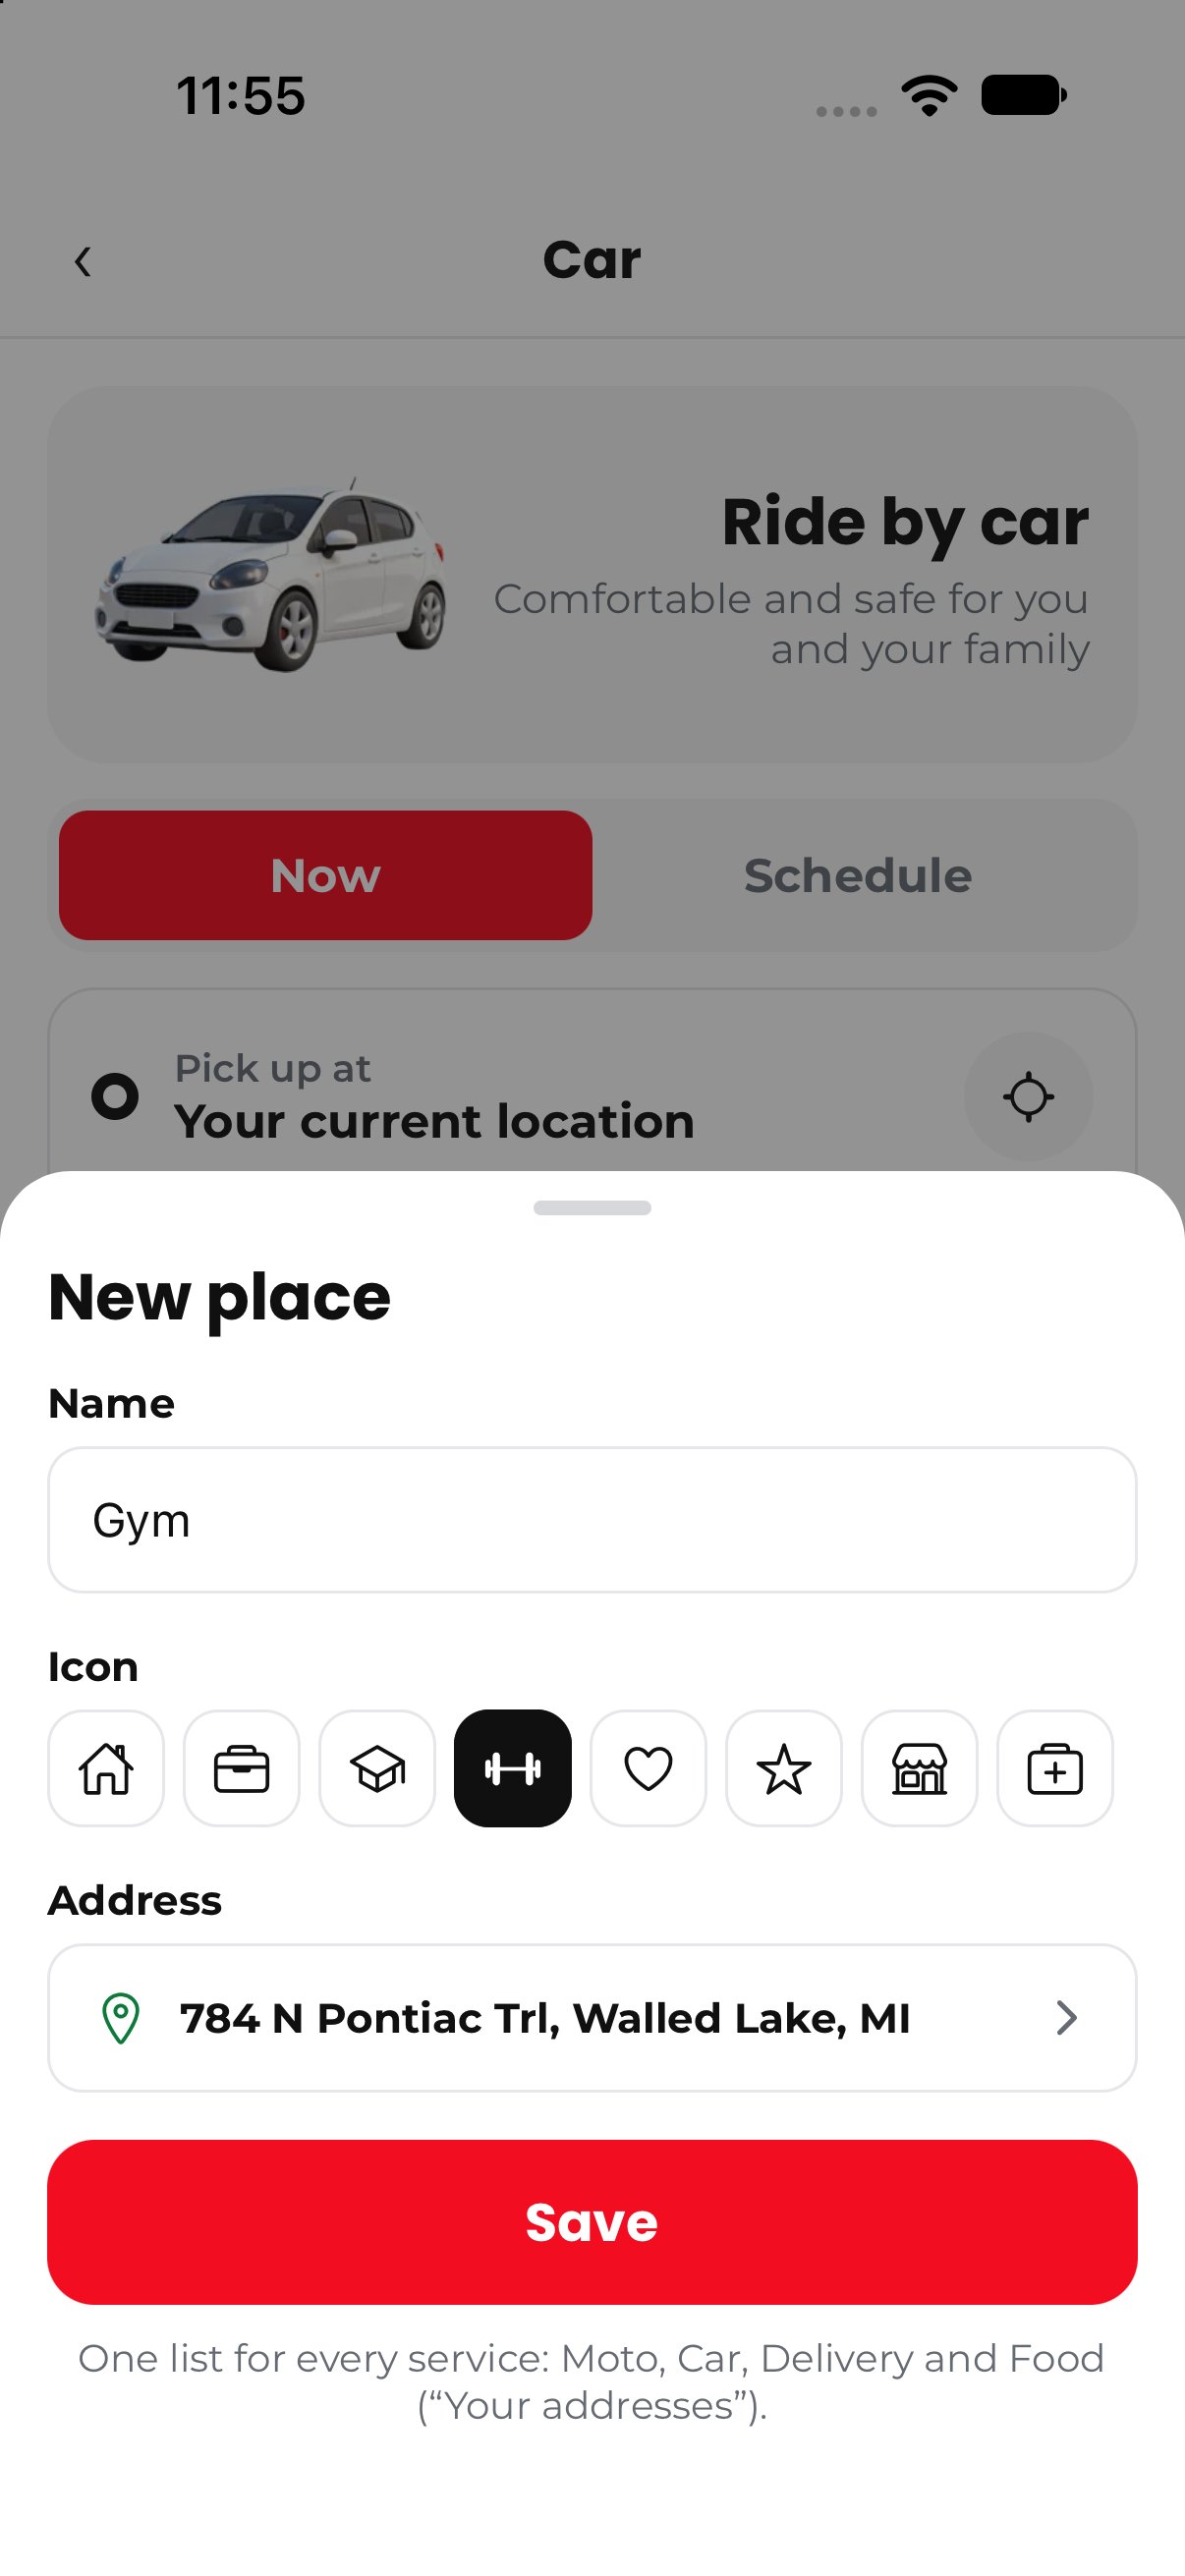 11:55
Car
Ride by car
Comfortable and safe for you
and your family
Now
Schedule
Pick up at
Your current location
New place
Name
Gym
Icon
Address
784 N Pontiac Trl, Walled Lake, MI
Save
One list for every service: Moto, Car, Delivery and Food
(“Your addresses”).